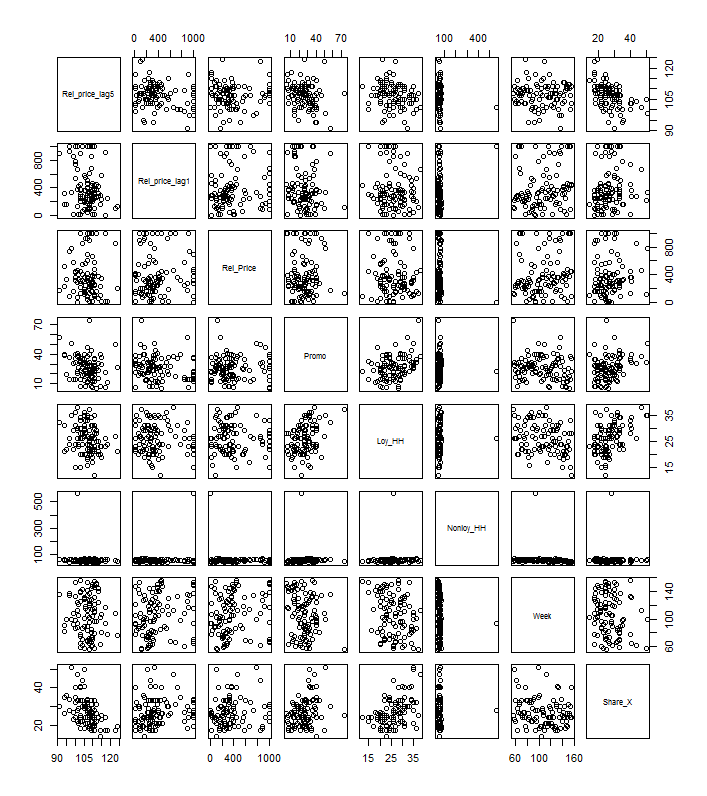 0 400 1000
10 40 70
100 400
20 40
Rel_price_lag5
90 105 120
0 400 800
Rel_price_lag1
Rel_Price
0 400 800
10 40 70
Promo
Loy_HH
15 25 35
100 300 500
Nonloy_HH
Week
60 100 140
20 40
Share_X
90 105 120
0 400 1000
15 25 35
60 100 160